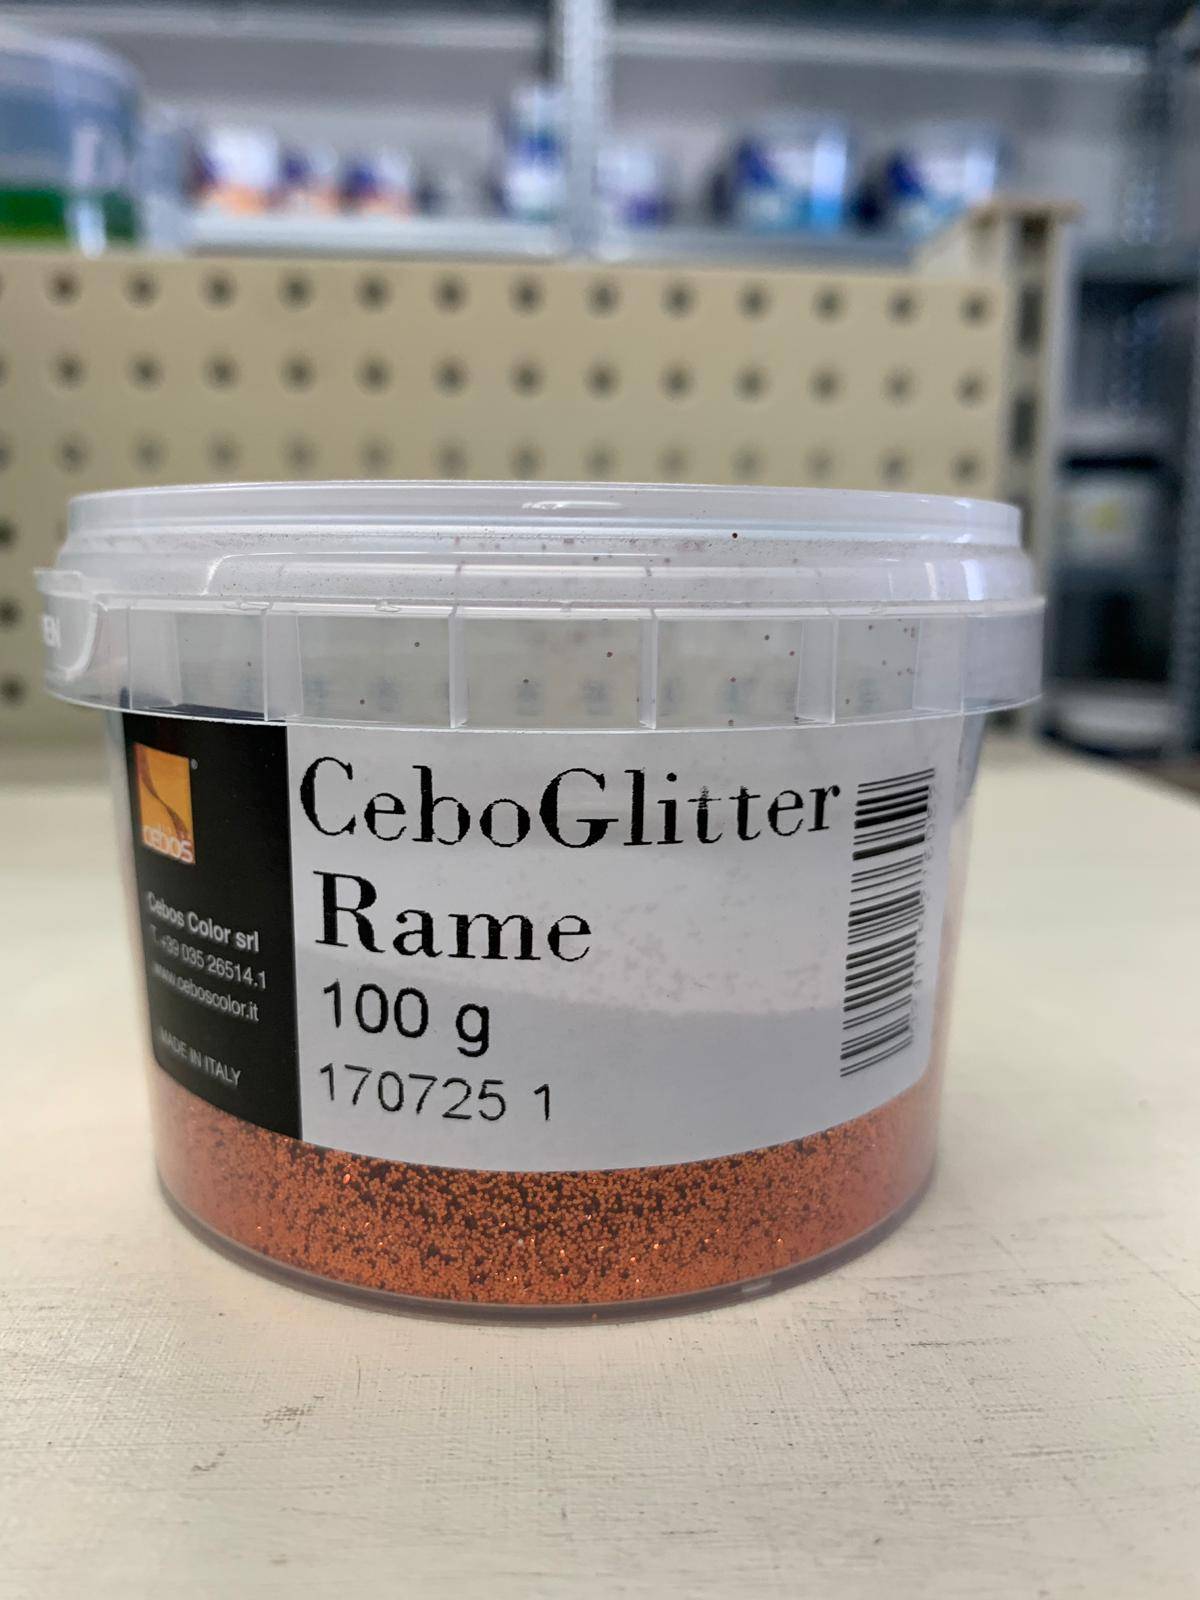 CeboGlitter
Rame
100 g
170725 1
cebos
Cebos Color srl
T. +39 035 26514.1
www.ceboscolor.it
MADE IN ITALY